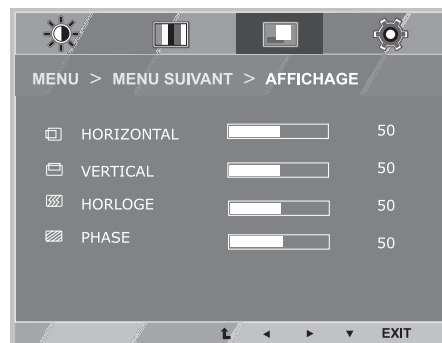 MENU > MENU SUIVANT > AFFICHAGE
HORIZONTAL 50
VERTICAL 50
HORLOGE 50
PHASE 50
EXIT